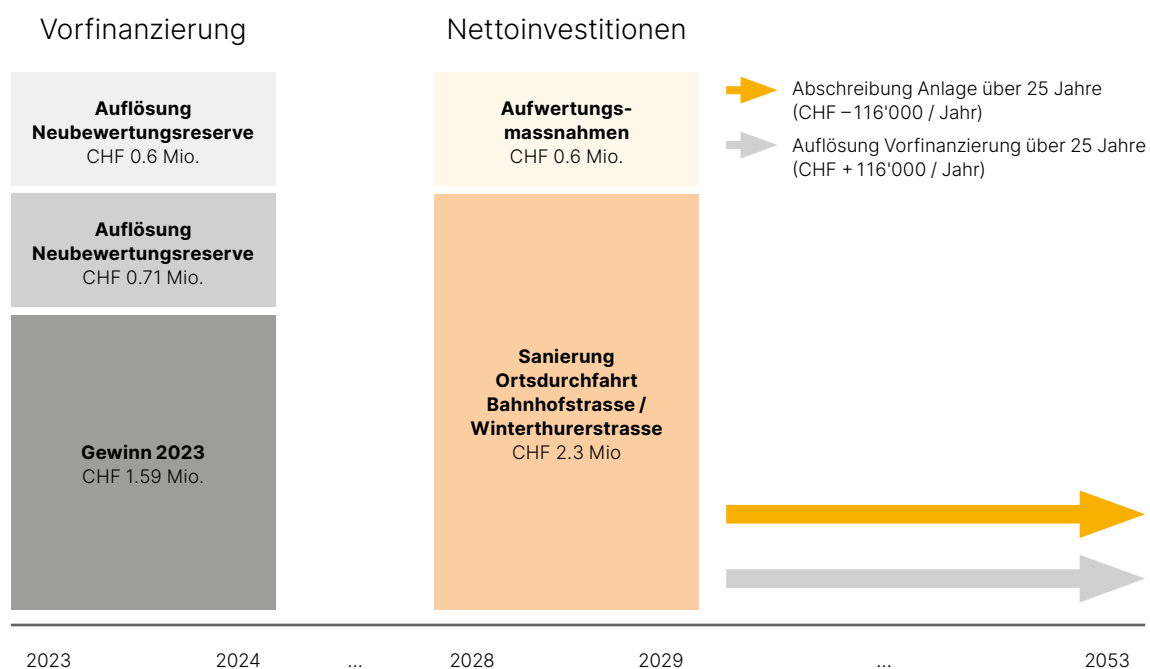 Vorfinanzierung
Auflösung
Neubewertungsreserve
CHF 0.6 Mio.
Auflösung
Neubewertungsreserve
CHF 0.71 Mio.
Gewinn 2023
CHF 1.59 Mio.
Nettoinvestitionen
Aufwertungs-
massnahmen
CHF 0.6 Mio.
Sanierung
Ortsdurchfahrt
Bahnhofstrasse /
Winterthurerstrasse
CHF 2.3 Mio
Abschreibung Anlage über 25 Jahre
(CHF –116'000 / Jahr)
Auflösung Vorfinanzierung über 25 Jahre
(CHF +116'000 / Jahr)
2023 2024 ... 2028 2029 ... 2053